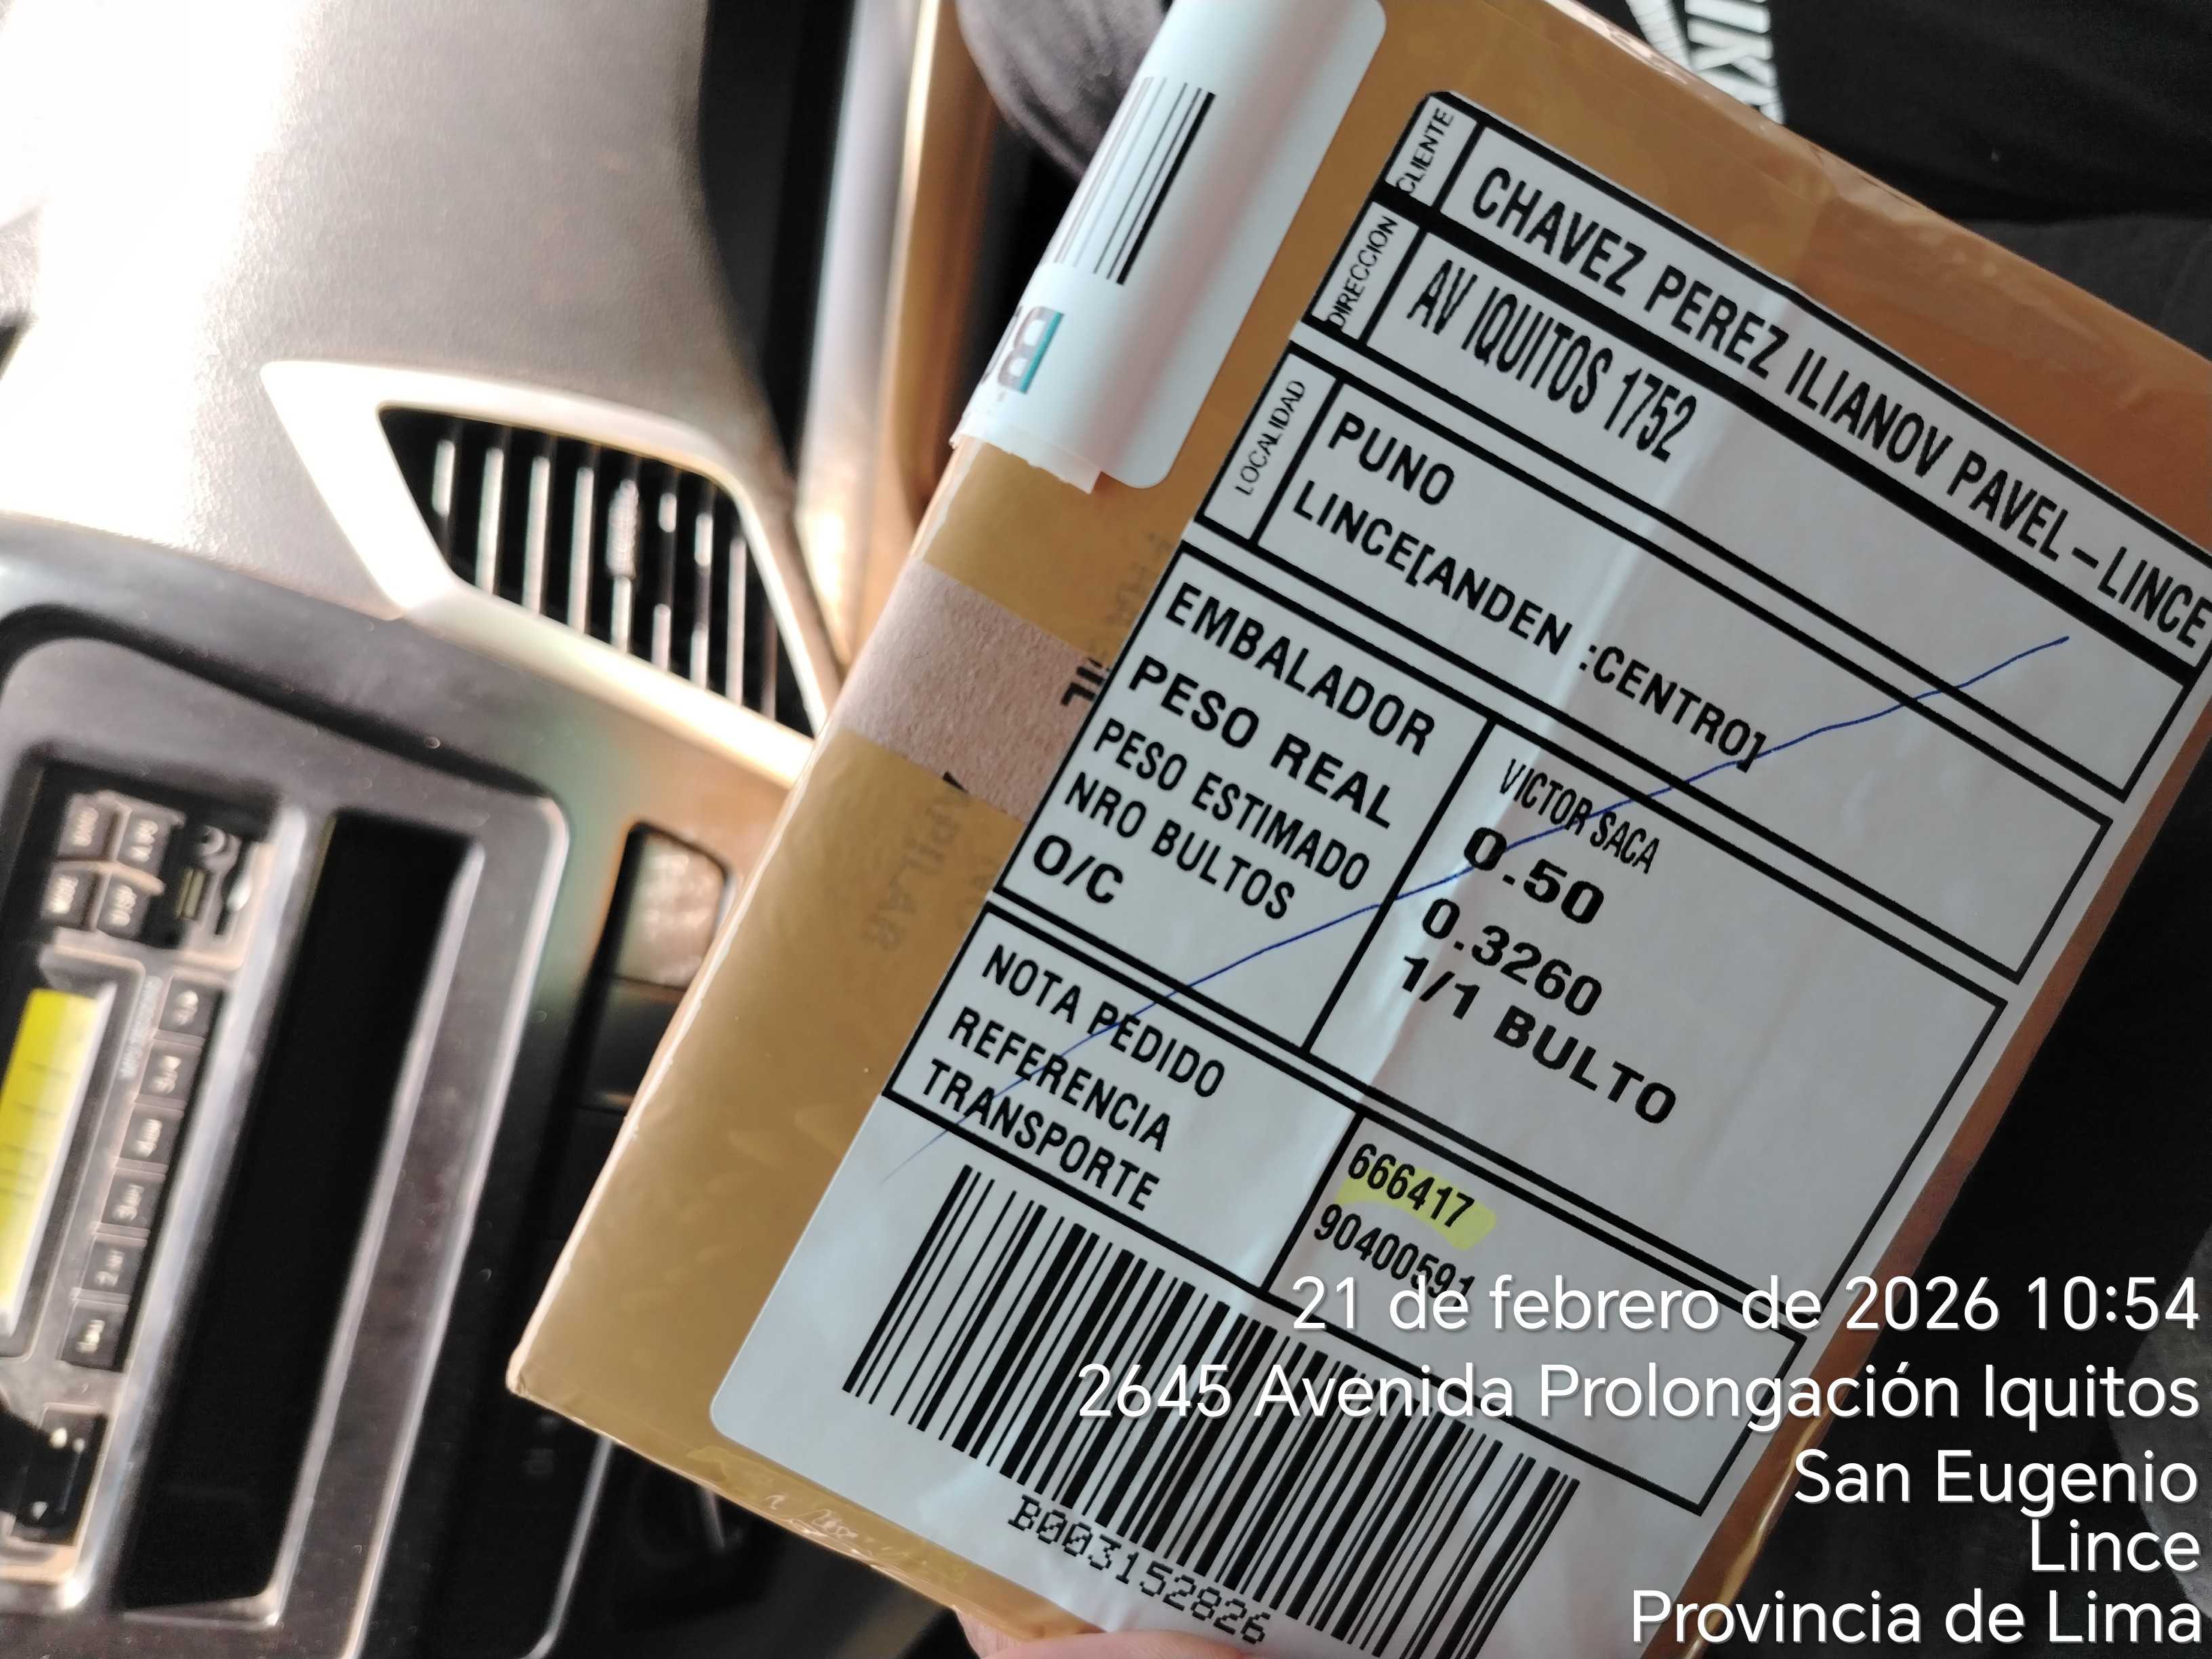 CLIENTE
CHAVEZ PEREZ ILIANOV PAVEL-LINCE
DIRECCION
AV IQUITOS 1752
LOCALIDAD
PUNO
LINCE[ANDEN :CENTRO]
EMBALADOR VICTOR SACA
PESO REAL 0.50
PESO ESTIMADO 0.3260
NRO BULTOS 1/1 BULTO
O/C
NOTA PEDIDO 666417
REFERENCIA 90400591
TRANSPORTE
B003152826
21 de febrero de 2026 10:54
2645 Avenida Prolongación Iquitos
San Eugenio
Lince
Provincia de Lima